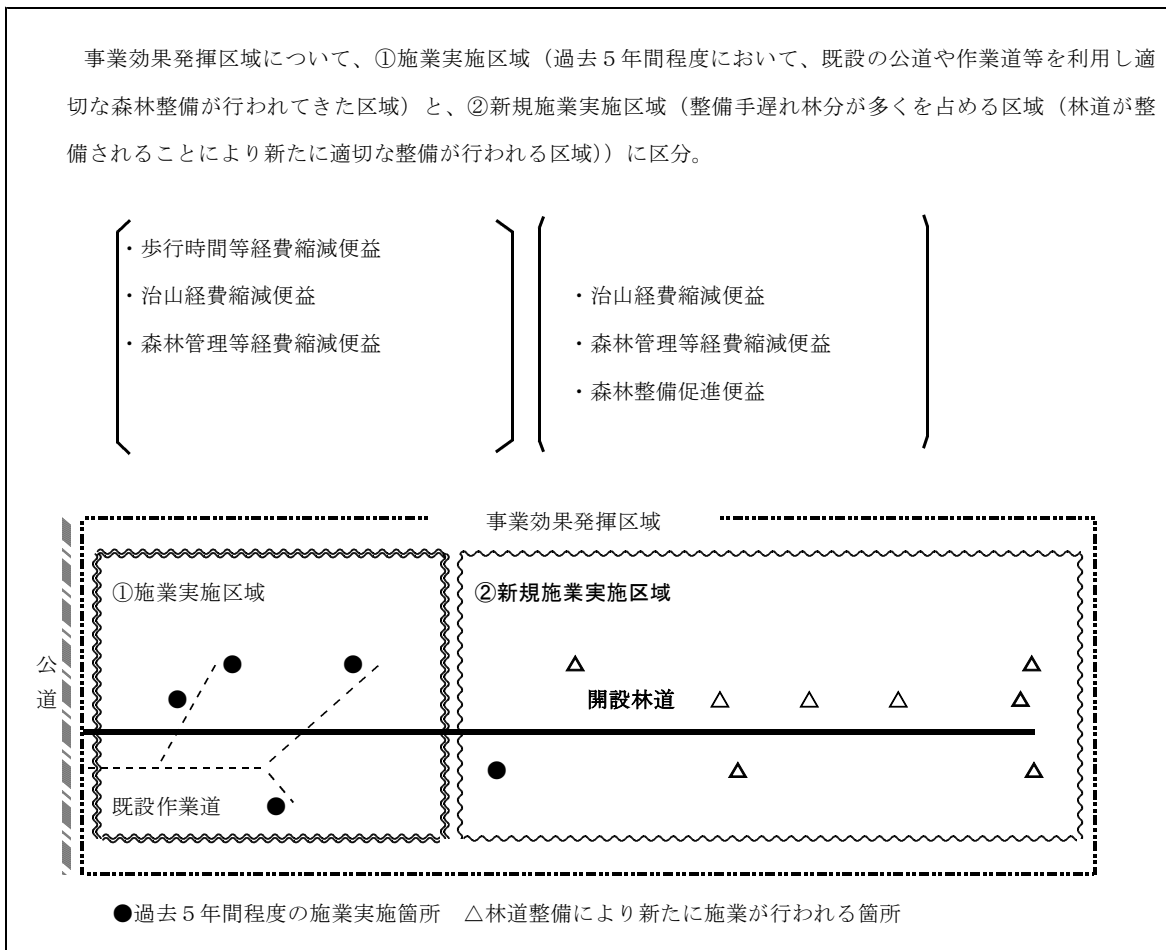 事業効果発揮区域について、①施業実施区域（過去５年間程度において、既設の公道や作業道等を利用し適
切な森林整備が行われてきた区域）と、②新規施業実施区域（整備手遅れ林分が多くを占める区域（林道が整
備されることにより新たに適切な整備が行われる区域））に区分。
・歩行時間等経費縮減便益
・治山経費縮減便益
・森林管理等経費縮減便益
・治山経費縮減便益
・森林管理等経費縮減便益
・森林整備促進便益
事業効果発揮区域
①施業実施区域
②新規施業実施区域
公
道
開設林道
既設作業道
●過去５年間程度の施業実施箇所　△林道整備により新たに施業が行われる箇所